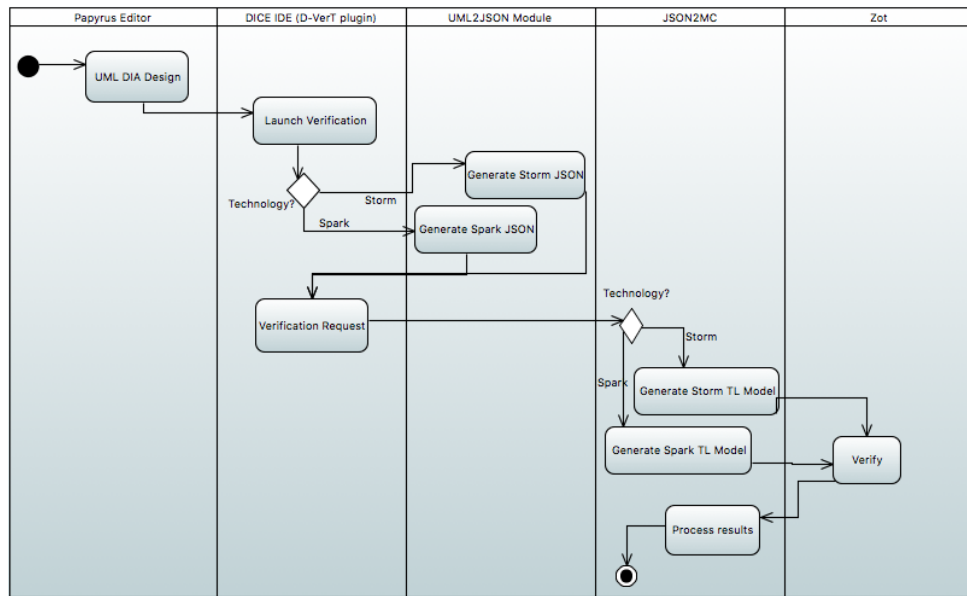 Papyrus Editor
DICE IDE (D-VerT plugin)
UML2JSON Module
JSON2MC
Zot
UML DIA Design
Launch Verification
Generate Storm JSON
Technology?
Storm
Spark
Generate Spark JSON
Technology?
Verification Request
Storm
Spark
Generate Storm TL Model
Generate Spark TL Model
Verify
Process results